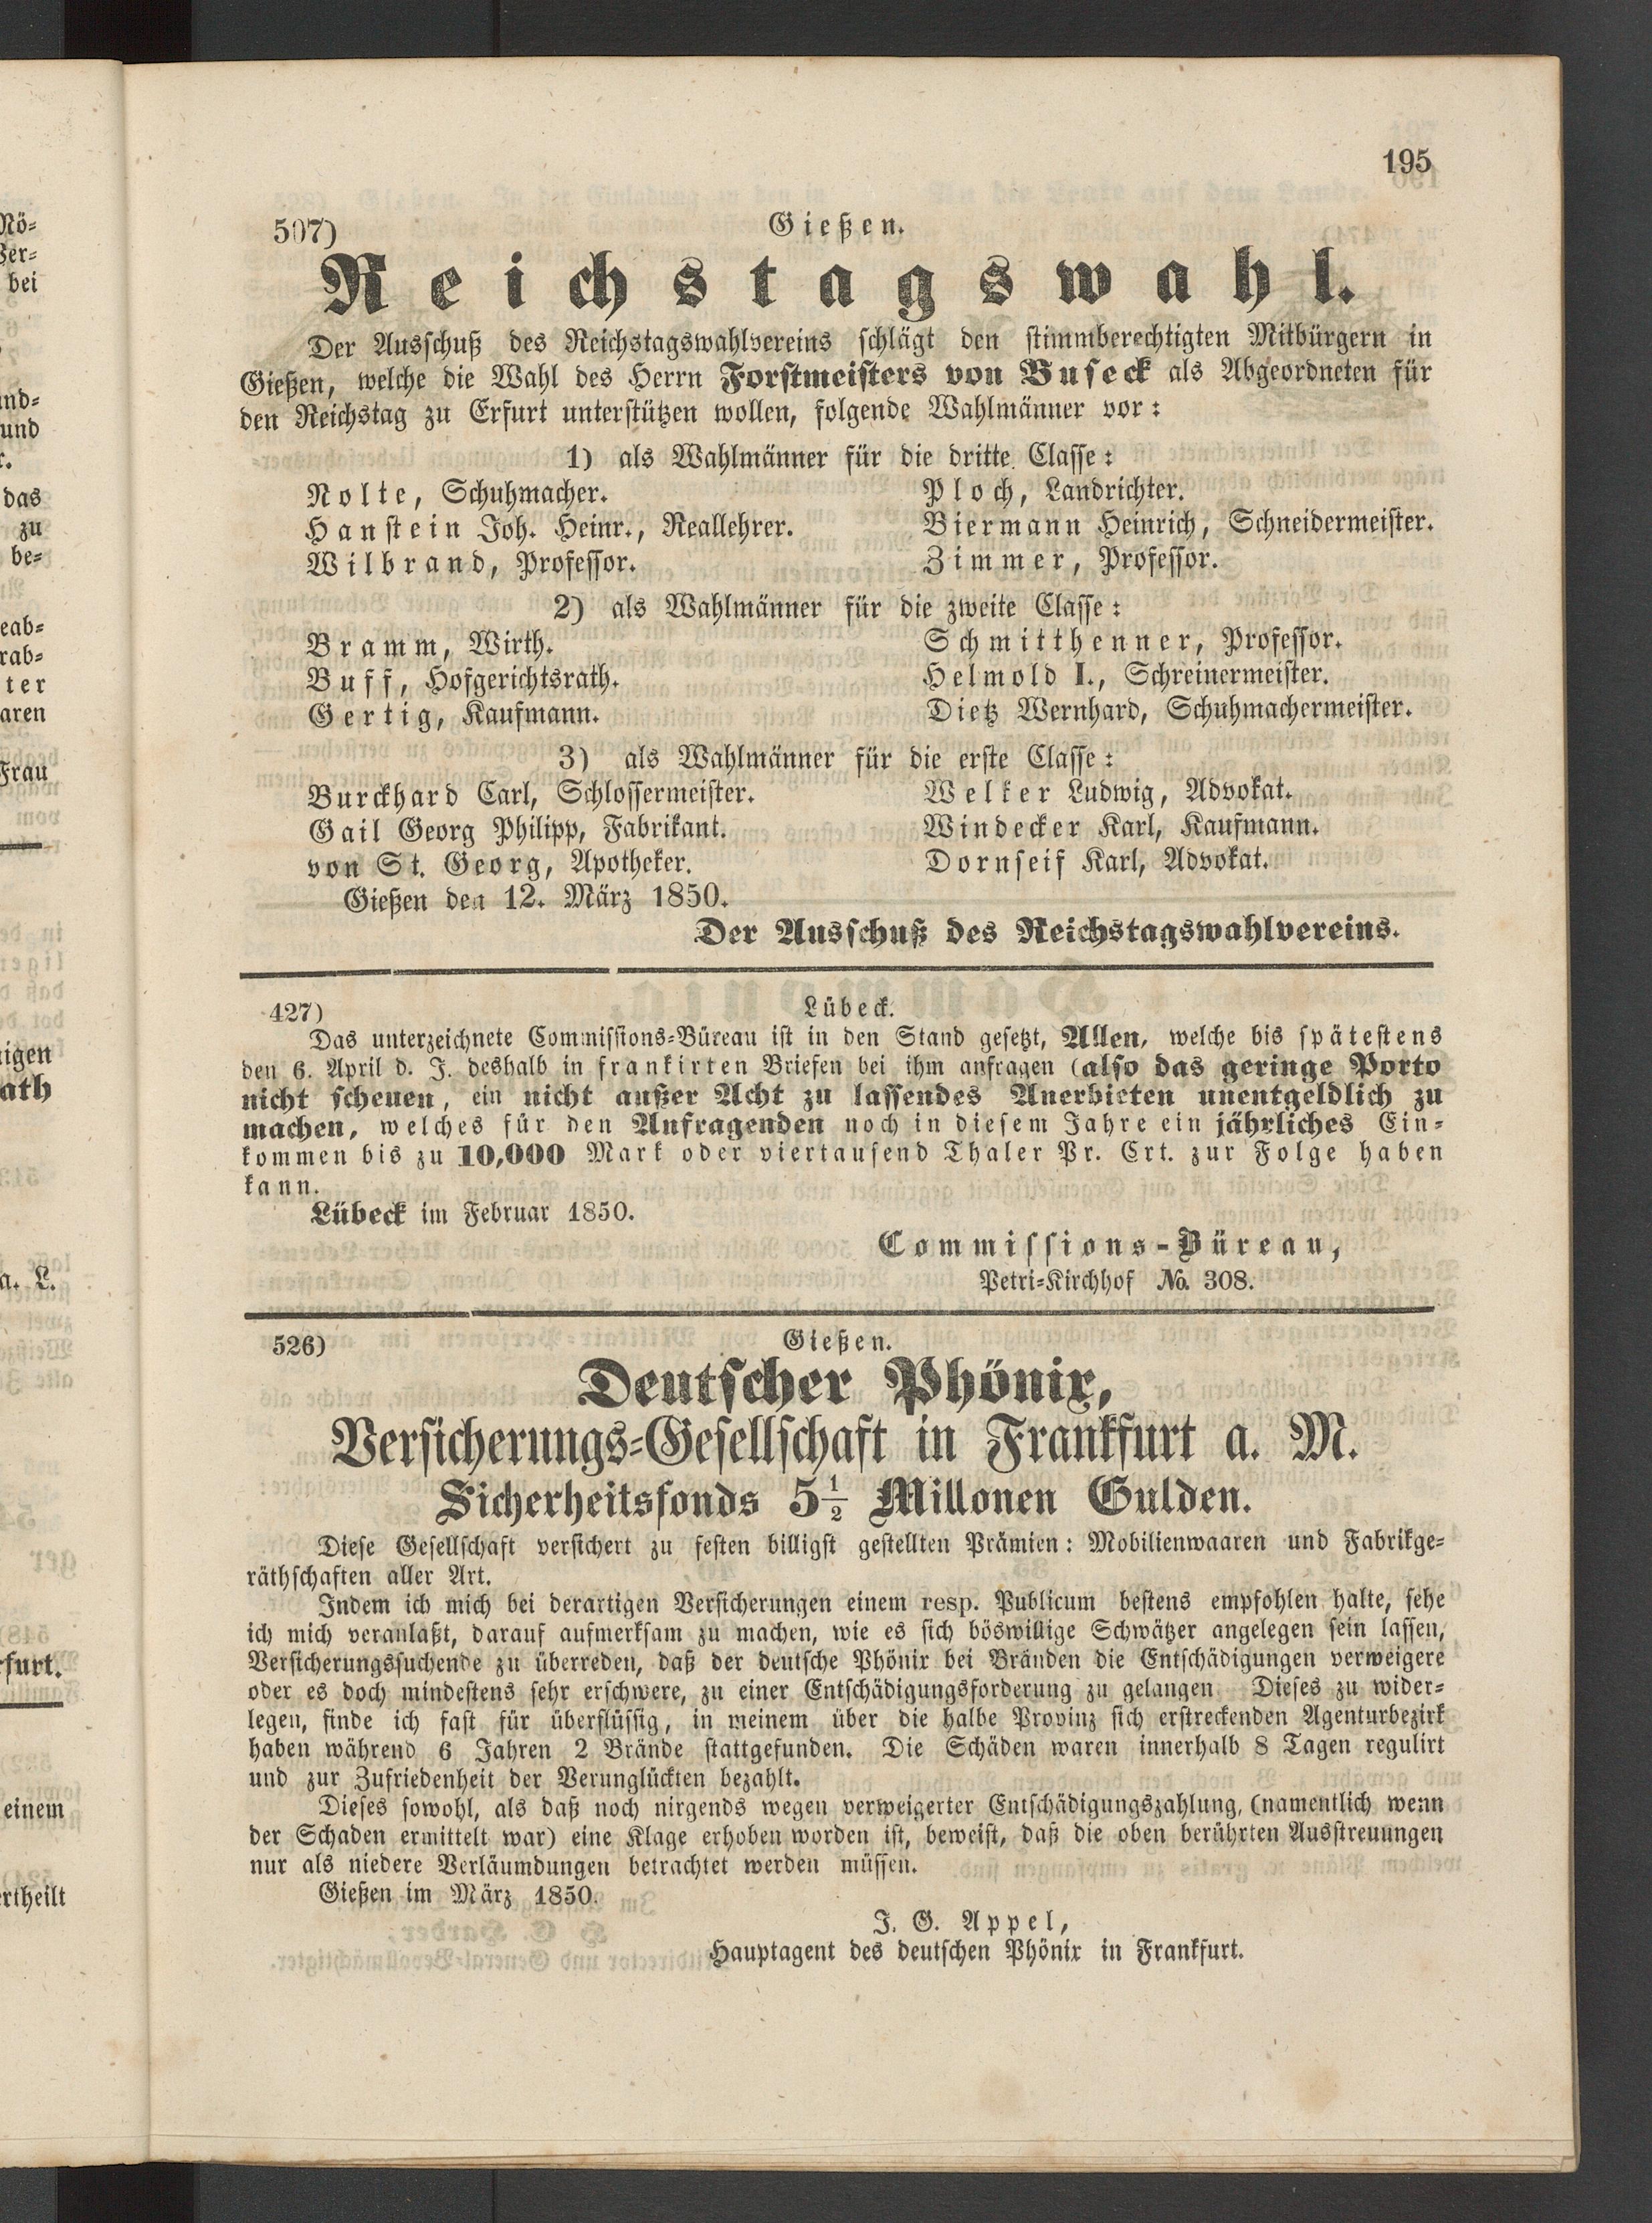 195
507) Gießen.
Reichstagswahl.
Der Ausschuß des Reichstagswahlvereins schlägt den stimmberechtigten Mitbürgern in
Gießen, welche die Wahl des Herrn Forstmeisters von Buseck als Abgeordneten für
den Reichstag zu Erfurt unterstützen wollen, folgende Wahlmänner vor:
1) als Wahlmänner für die dritte Classe:
Nolte, Schuhmacher. Ploch, Landrichter.
Hanstein Joh. Heinr., Reallehrer. Biermann Heinrich, Schneidermeister.
Wilbrand, Professor. Zimmer, Professor.
2) als Wahlmänner für die zweite Classe:
Bramm, Wirth. Schmitthenner, Professor.
Buff, Hofgerichtsrath. Helmold I., Schreinermeister.
Gertig, Kaufmann. Dietz Wernhard, Schuhmachermeister.
3) als Wahlmänner für die erste Classe:
Burckhard Carl, Schlossermeister. Welker Ludwig, Advokat.
Gail Georg Philipp, Fabrikant. Windecker Karl, Kaufmann.
von St. Georg, Apotheker. Dornseif Karl, Advokat.
Gießen den 12. März 1850.
Der Ausschuß des Reichstagswahlvereins.
427) Lübeck.
Das unterzeichnete Commissions-Büreau ist in den Stand gesetzt, Allen, welche bis spätestens
den 6. April d. J. deshalb in frankirten Briefen bei ihm anfragen (also das geringe Porto
nicht scheuen, ein nicht außer Acht zu lassendes Anerbieten unentgeldlich zu
machen, welches für den Anfragenden noch in diesem Jahre ein jährliches Ein-
kommen bis zu 10,000 Mark oder viertausend Thaler Pr. Crt. zur Folge haben
kann.
Lübeck im Februar 1850.
Commissions-Büreau,
Petri-Kirchhof No. 308.
526) Gießen.
Deutscher Phönix,
Versicherungs-Gesellschaft in Frankfurt a. M.
Sicherheitsfonds 5½ Millonen Gulden.
Diese Gesellschaft versichert zu festen billigst gestellten Prämien: Mobilienwaaren und Fabrikge-
räthschaften aller Art.
Indem ich mich bei derartigen Versicherungen einem resp. Publicum bestens empfohlen halte, sehe
ich mich veranlaßt, darauf aufmerksam zu machen, wie es sich böswillige Schwätzer angelegen sein lassen,
Versicherungssuchende zu überreden, daß der deutsche Phönix bei Bränden die Entschädigungen verweigere
oder es doch mindestens sehr erschwere, zu einer Entschädigungsforderung zu gelangen Dieses zu wider-
legen, finde ich fast für überflüssig, in meinem über die halbe Provinz sich erstreckenden Agenturbezirk
haben während 6 Jahren 2 Brände stattgefunden. Die Schäden waren innerhalb 8 Tagen regulirt
und zur Zufriedenheit der Verunglückten bezahlt.
Dieses sowohl, als daß noch nirgends wegen verweigerter Entschädigungszahlung, (namentlich wenn
der Schaden ermittelt war) eine Klage erhoben worden ist, beweist, daß die oben berührten Ausstreuungen
nur als niedere Verläumdungen betrachtet werden müssen.
Gießen im März 1850.
J. G. Appel,
Hauptagent des deutschen Phönix in Frankfurt.